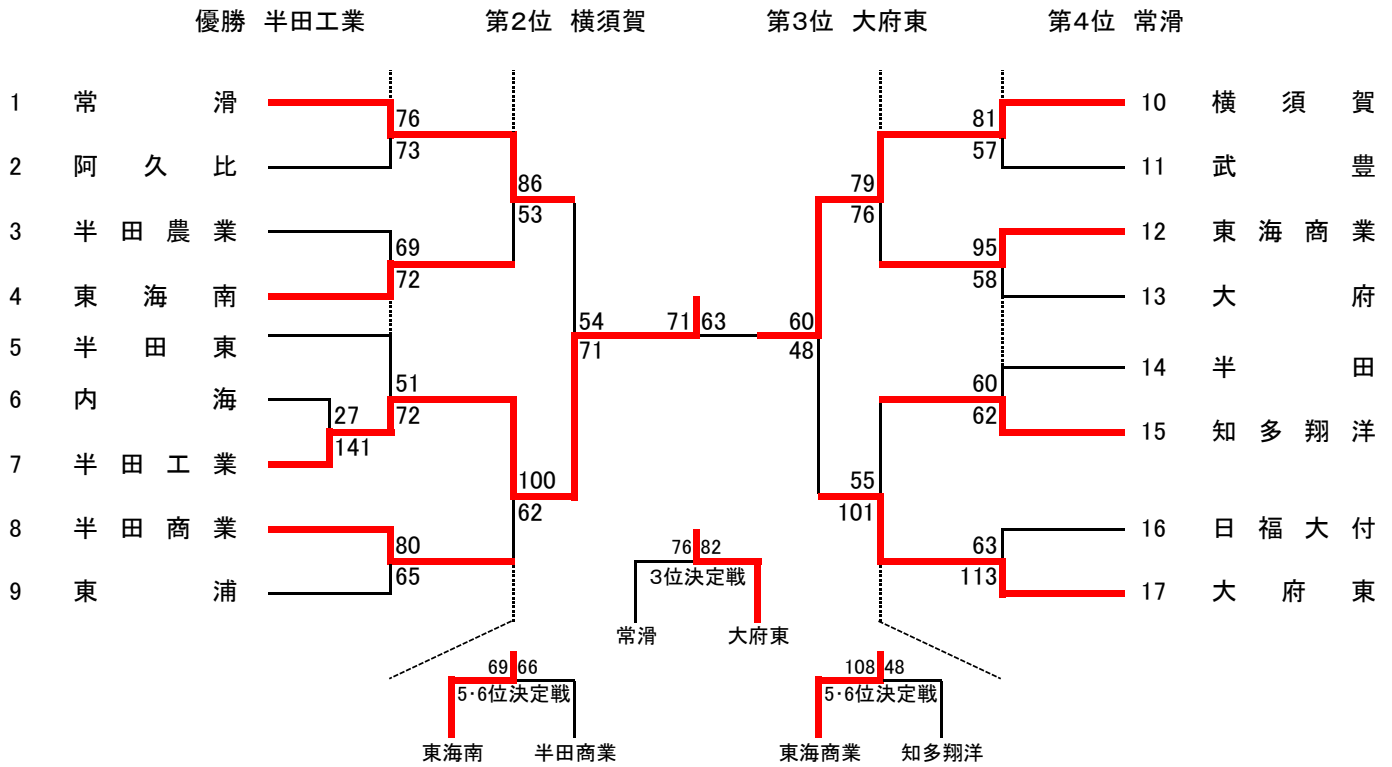 優勝 半田工業 第2位 横須賀 第3位 大府東 第4位 常滑
1 常滑 76 81 10 横須賀
73 57
2 阿久比 11 武豊
86 79
53 76
3 半田農業 12 東海商業
69 95
72 58
4 東海南 13 大府
54 71 63 60
71 48
5 半田東 14 半田
51 60
6 内海 72 62
27
141 15 知多翔洋
7 半田工業
100 55
62 101
8 半田商業 16 日福大付
80 76 82 63
65 3位決定戦 113
9 東浦 17 大府東
常滑 大府東
69 66 108 48
5・6位決定戦 5・6位決定戦
東海南 半田商業 東海商業 知多翔洋